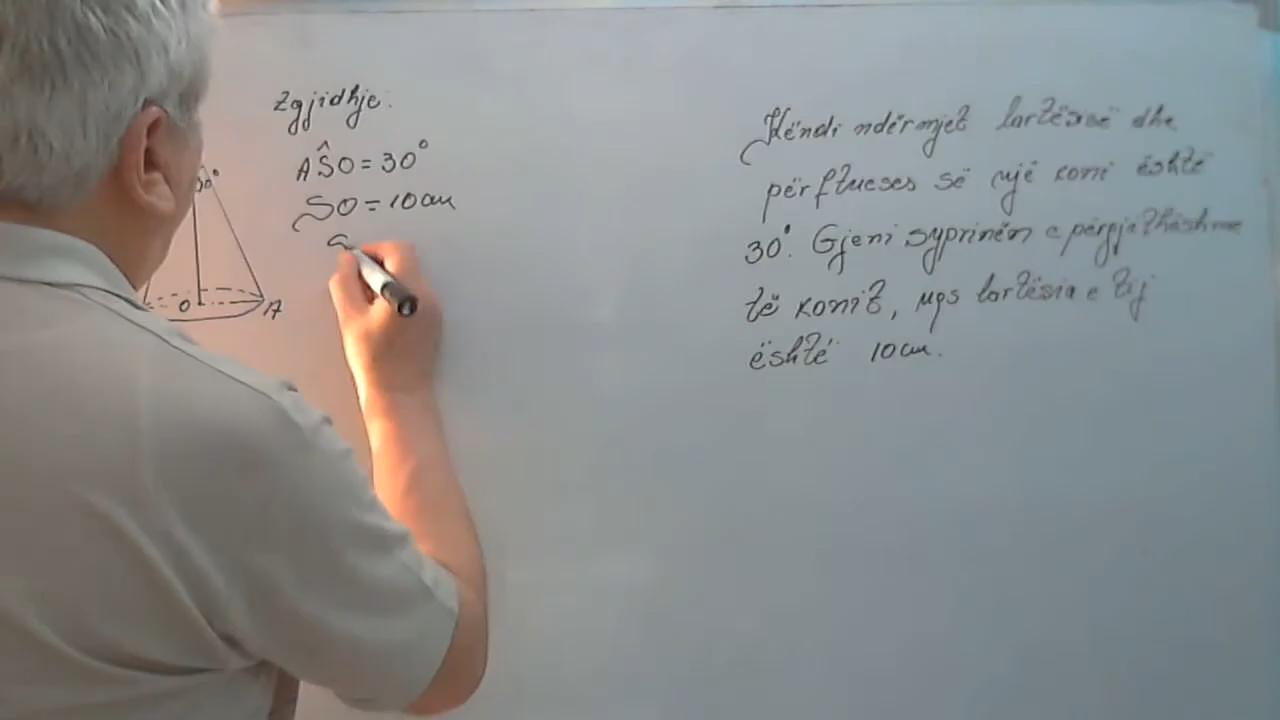 Zgjidhje:
AŜO = 30°
SO = 10cm
S
30°
O
A
Këndi ndërmjet lartësisë dhe
përftueses së një koni është
30°. Gjeni syprinën e përgjithshme
të konit, nqs lartësia e tij
është 10cm.